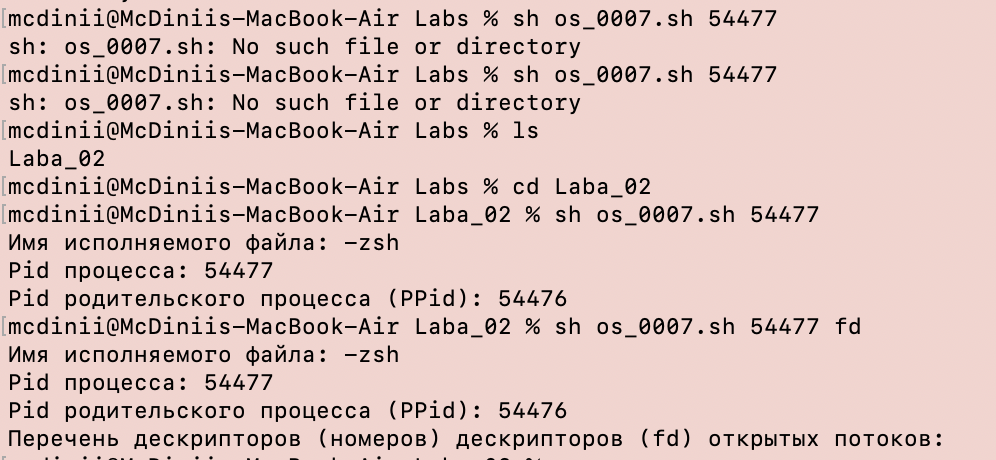 [mcdinii@McDiniis-MacBook-Air Labs % sh os_0007.sh 54477
sh: os_0007.sh: No such file or directory
[mcdinii@McDiniis-MacBook-Air Labs % sh os_0007.sh 54477
sh: os_0007.sh: No such file or directory
[mcdinii@McDiniis-MacBook-Air Labs % ls
Laba_02
[mcdinii@McDiniis-MacBook-Air Labs % cd Laba_02
[mcdinii@McDiniis-MacBook-Air Laba_02 % sh os_0007.sh 54477
Имя исполняемого файла: -zsh
Pid процесса: 54477
Pid родительского процесса (PPid): 54476
[mcdinii@McDiniis-MacBook-Air Laba_02 % sh os_0007.sh 54477 fd
Имя исполняемого файла: -zsh
Pid процесса: 54477
Pid родительского процесса (PPid): 54476
Перечень дескрипторов (номеров) дескрипторов (fd) открытых потоков: